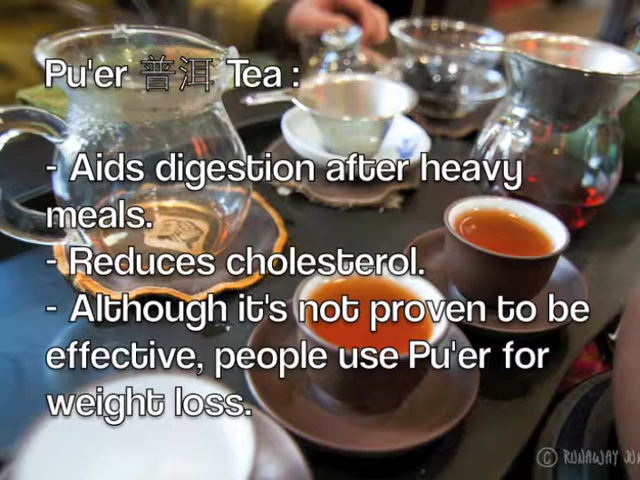 Pu'er 普洱 Tea :
- Aids digestion after heavy
meals.
- Reduces cholesterol.
- Although it's not proven to be
effective, people use Pu'er for
weight loss.
© RUNAWAY